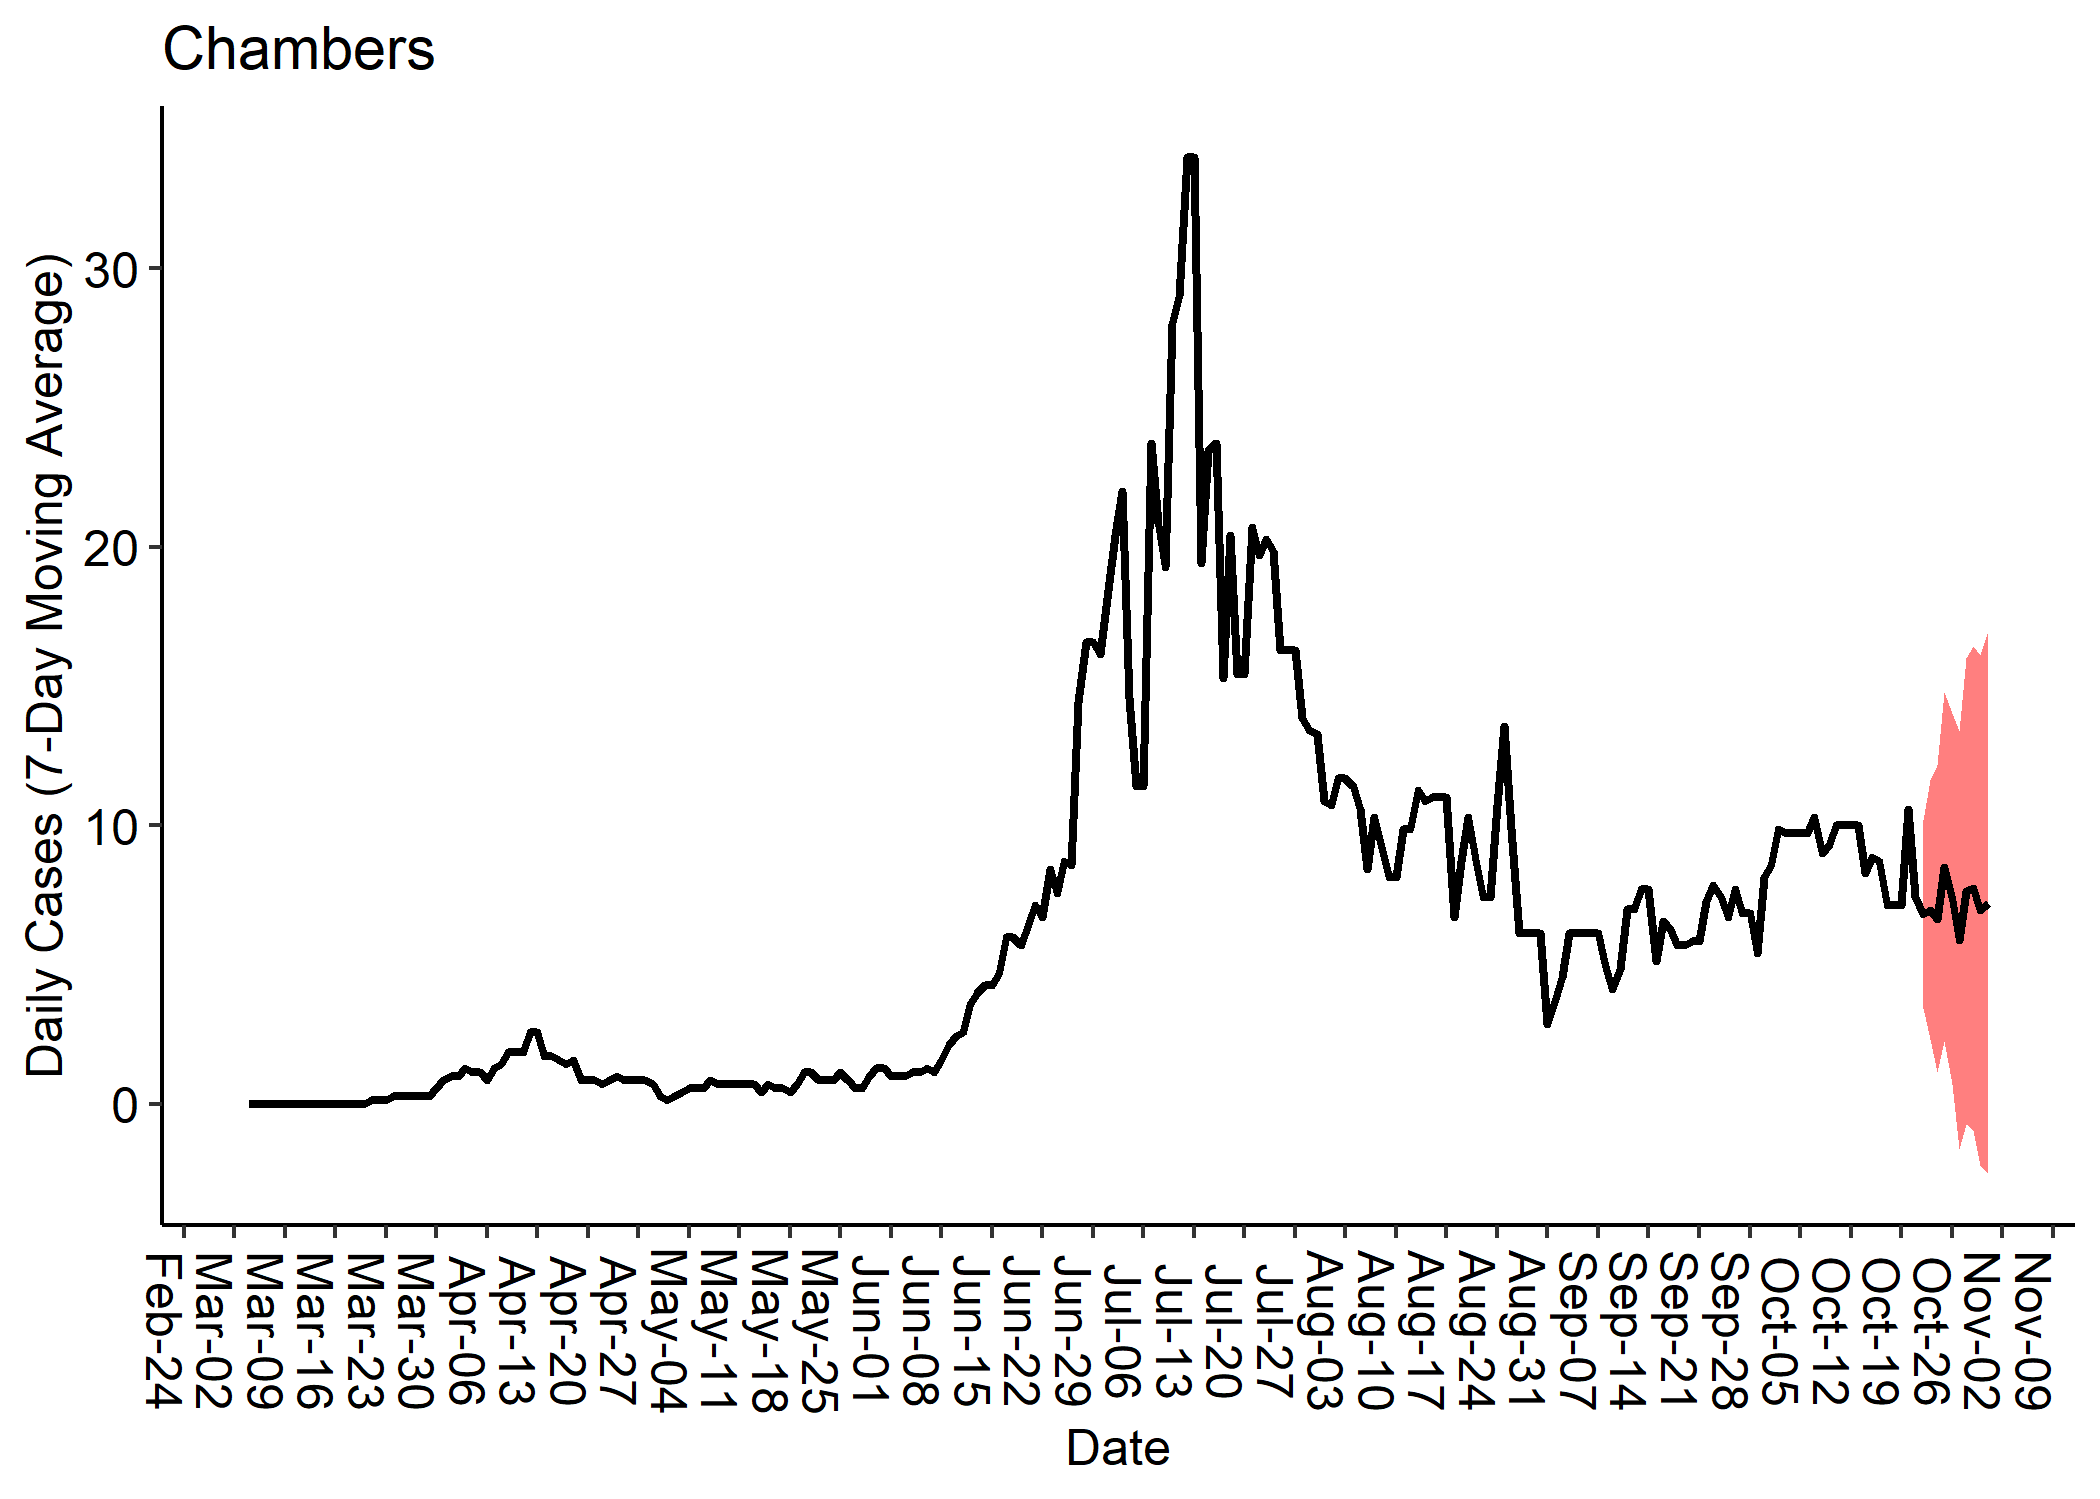 Chambers
Daily Cases (7-Day Moving Average)
30
20
10
0
Feb-24
Mar-02
Mar-09
Mar-16
Mar-23
Mar-30
Apr-06
Apr-13
Apr-20
Apr-27
May-04
May-11
May-18
May-25
Jun-01
Jun-08
Jun-15
Jun-22
Jun-29
Jul-06
Jul-13
Jul-20
Jul-27
Aug-03
Aug-10
Aug-17
Aug-24
Aug-31
Sep-07
Sep-14
Sep-21
Sep-28
Oct-05
Oct-12
Oct-19
Oct-26
Nov-02
Nov-09
Date